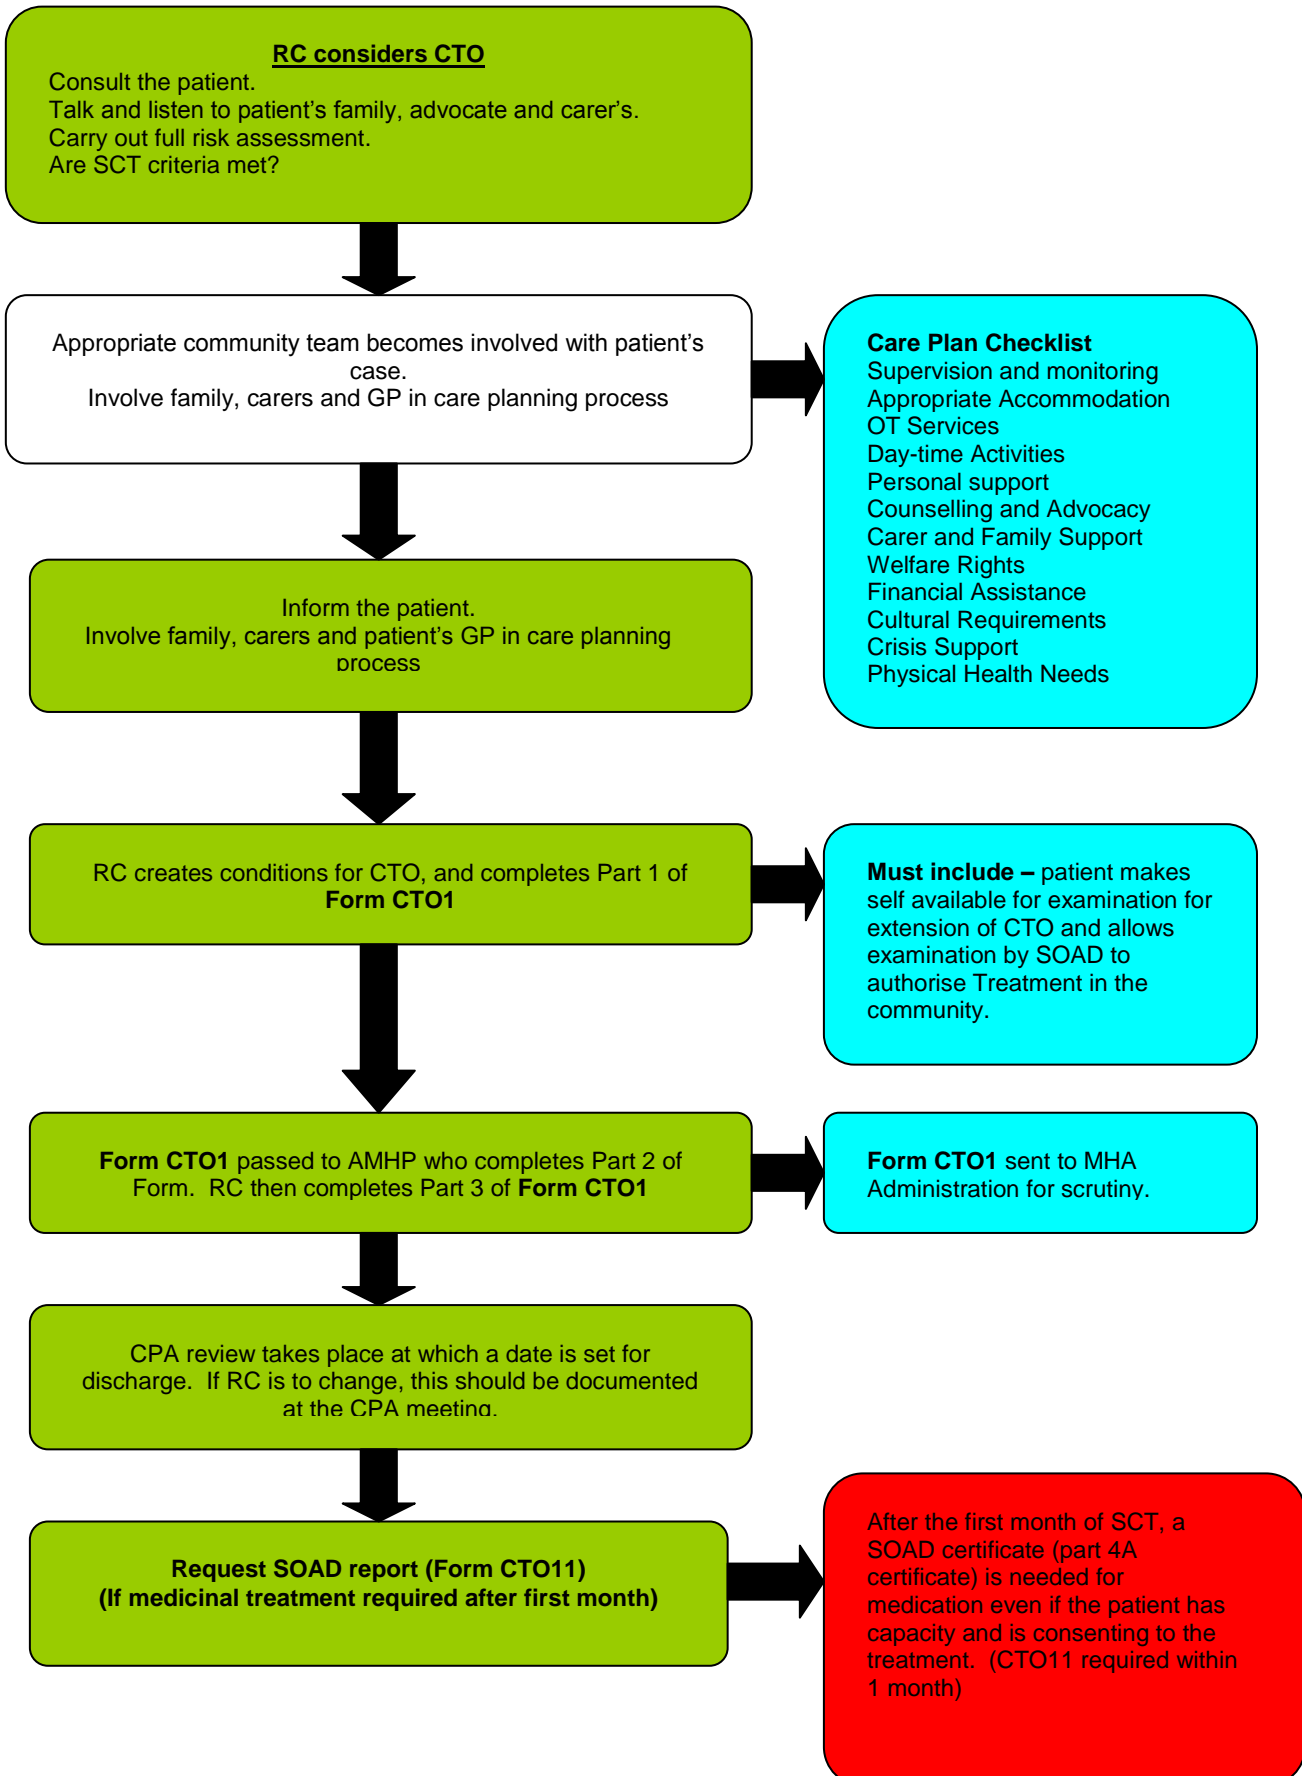 RC considers CTO
Consult the patient.
Talk and listen to patient’s family, advocate and carer’s.
Carry out full risk assessment.
Are SCT criteria met?
Appropriate community team becomes involved with patient’s
case.
Involve family, carers and GP in care planning process
Care Plan Checklist
Supervision and monitoring
Appropriate Accommodation
OT Services
Day-time Activities
Personal support
Counselling and Advocacy
Carer and Family Support
Welfare Rights
Financial Assistance
Cultural Requirements
Crisis Support
Physical Health Needs
Inform the patient.
Involve family, carers and patient’s GP in care planning
process
RC creates conditions for CTO, and completes Part 1 of
Form CTO1
Must include – patient makes
self available for examination for
extension of CTO and allows
examination by SOAD to
authorise Treatment in the
community.
Form CTO1 passed to AMHP who completes Part 2 of
Form.  RC then completes Part 3 of Form CTO1
Form CTO1 sent to MHA
Administration for scrutiny.
CPA review takes place at which a date is set for
discharge.  If RC is to change, this should be documented
at the CPA meeting.
Request SOAD report (Form CTO11)
(If medicinal treatment required after first month)
After the first month of SCT, a
SOAD certificate (part 4A
certificate) is needed for
medication even if the patient has
capacity and is consenting to the
treatment.  (CTO11 required within
1 month)